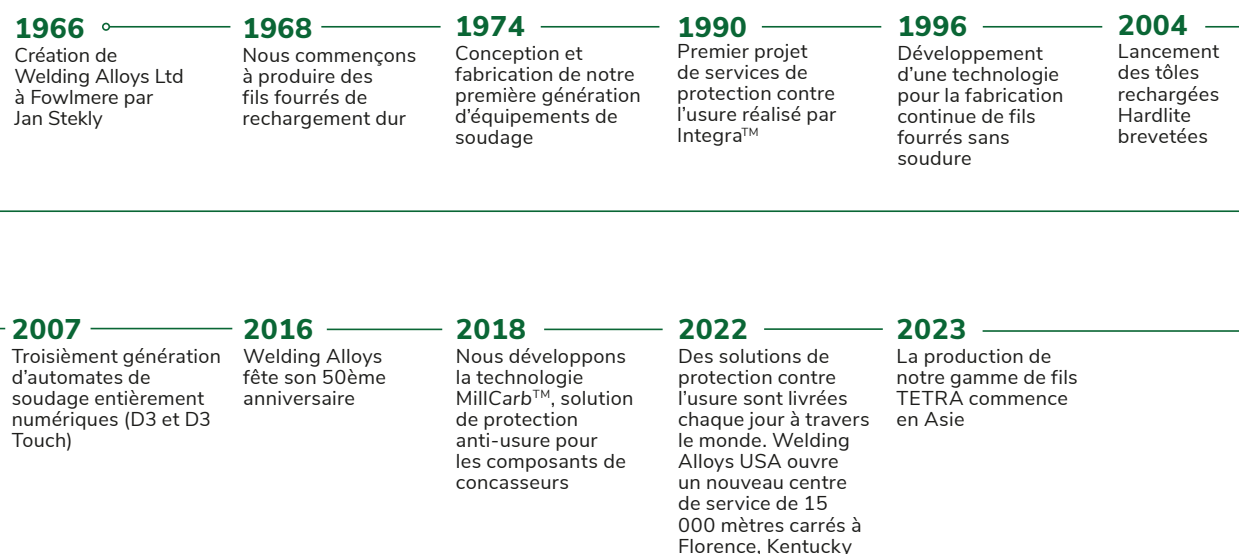 1966
Création de
Welding Alloys Ltd
à Fowlmere par
Jan Stekly
1968
Nous commençons
à produire des
fils fourrés de
rechargement dur
1974
Conception et
fabrication de notre
première génération
d'équipements de
soudage
1990
Premier projet
de services de
protection contre
l'usure réalisé par
Integra™
1996
Développement
d'une technologie
pour la fabrication
continue de fils
fourrés sans
soudure
2004
Lancement
des tôles
rechargées
Hardlite
brevetées
2007
Troisièment génération
d'automates de
soudage entièrement
numériques (D3 et D3
Touch)
2016
Welding Alloys
fête son 50ème
anniversaire
2018
Nous développons
la technologie
MillCarb™, solution
de protection
anti-usure pour
les composants de
concasseurs
2022
Des solutions de
protection contre
l'usure sont livrées
chaque jour à travers
le monde. Welding
Alloys USA ouvre
un nouveau centre
de service de 15
000 mètres carrés à
Florence, Kentucky
2023
La production de
notre gamme de fils
TETRA commence
en Asie